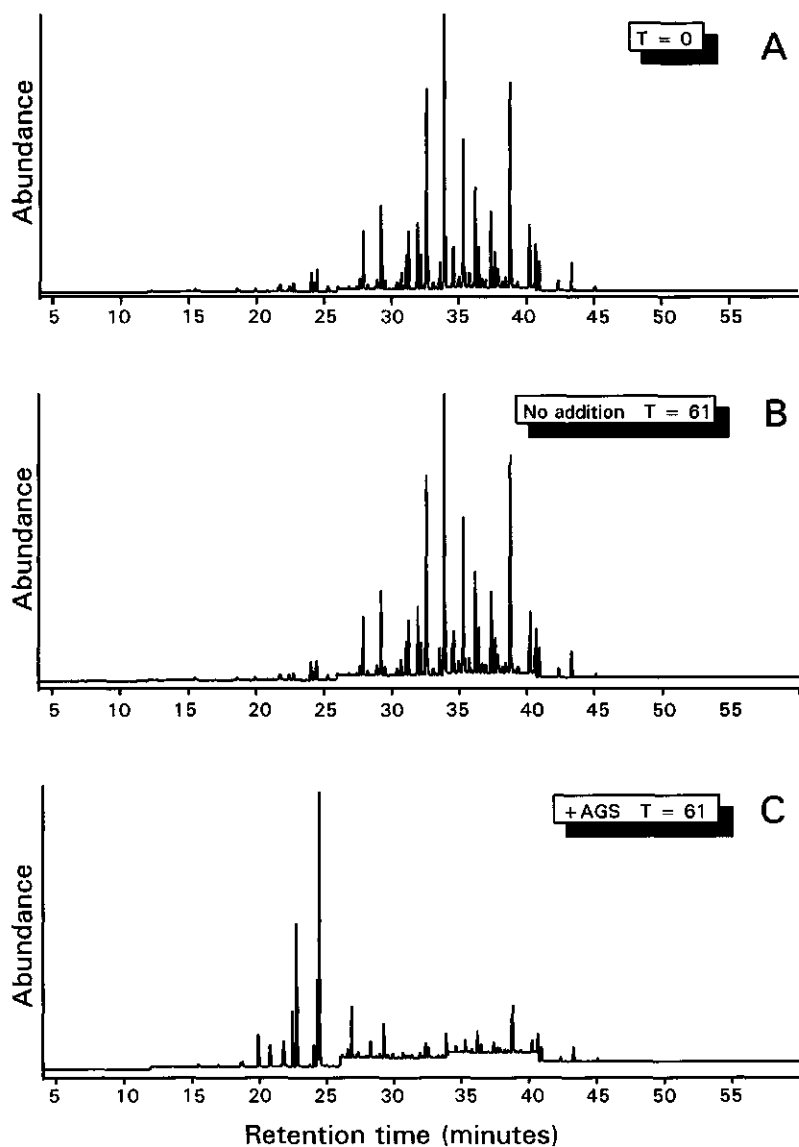 T = 0
A
Abundance
5 10 15 20 25 30 35 40 45 50 55
No addition T = 61
B
Abundance
5 10 15 20 25 30 35 40 45 50 55
+AGS T = 61
C
Abundance
5 10 15 20 25 30 35 40 45 50 55
Retention time (minutes)